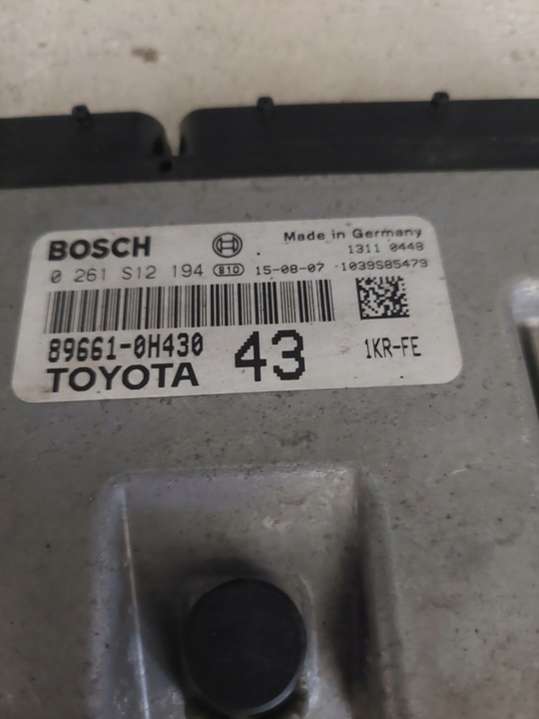 BOSCH Made in Germany
1311 0448
0 261 S12 194 B10 15-08-07 1039S85479
89661-0H430 43 1KR-FE
TOYOTA